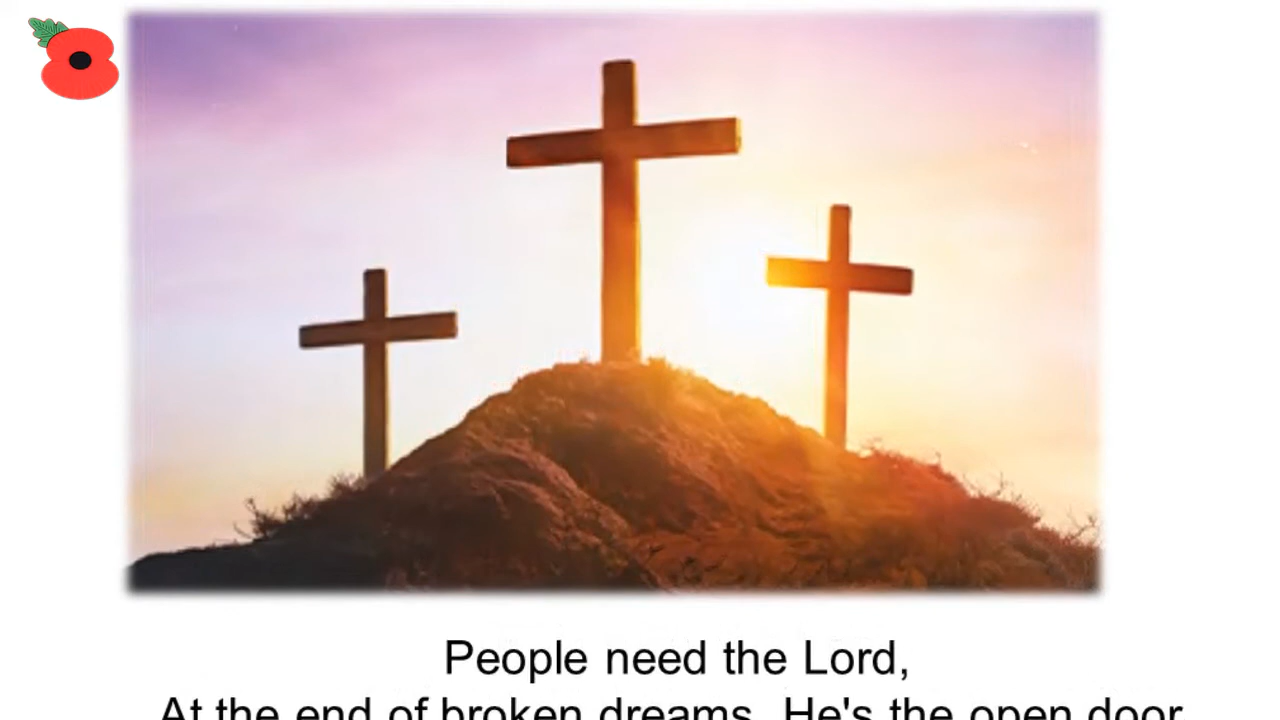 People need the Lord,
At the end of broken dreams, He's the open door.